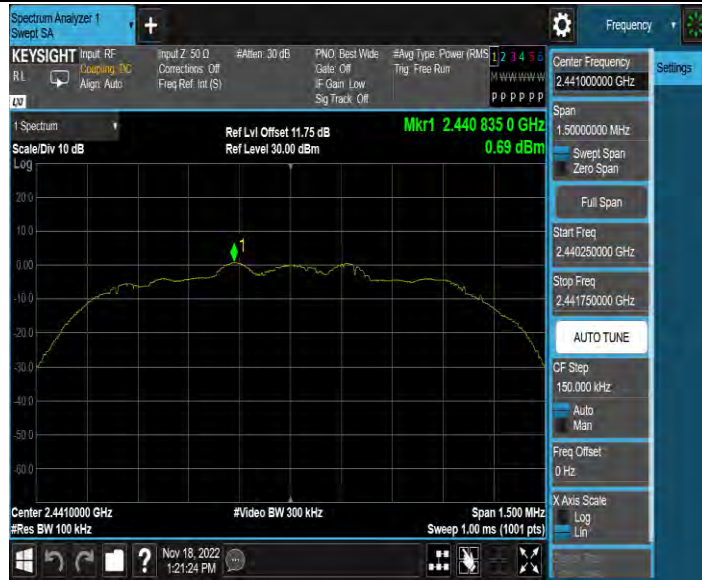 Spectrum Analyzer 1
Swept SA
+
Frequency
KEYSIGHT
RL
LXI
Input: RF
Coupling: DC
Align: Auto
Input Z: 50 Ω
Corrections: Off
Freq Ref: Int (S)
#Atten: 30 dB
PNO: Best Wide
Gate: Off
IF Gain: Low
Sig Track: Off
#Avg Type: Power (RMS
Trig: Free Run
1 2 3 4 5 6
M W W W W W
P P P P P P
1 Spectrum
Scale/Div 10 dB
Log
Ref Lvl Offset 11.75 dB
Ref Level 30.00 dBm
Mkr1 2.440 835 0 GHz
0.69 dBm
20.0
10.0
0.00
-10.0
-20.0
-30.0
-40.0
-50.0
-60.0
1
Center 2.4410000 GHz
#Res BW 100 kHz
#Video BW 300 kHz
Span 1.500 MHz
Sweep 1.00 ms (1001 pts)
Center Frequency
2.441000000 GHz
Settings
Span
1.50000000 MHz
Swept Span
Zero Span
Full Span
Start Freq
2.440250000 GHz
Stop Freq
2.441750000 GHz
AUTO TUNE
CF Step
150.000 kHz
Auto
Man
Freq Offset
0 Hz
X Axis Scale
Log
Lin
?
Nov 18, 2022
1:21:24 PM